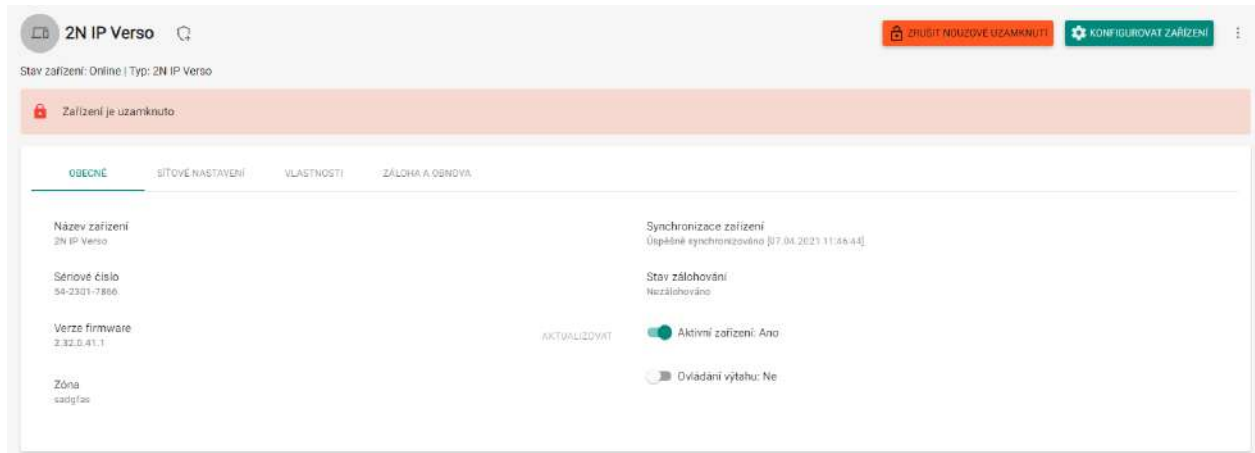 2N IP Verso
ZRUŠIT NOUZOVÉ UZAMKNUTÍ
KONFIGUROVAT ZAŘÍZENÍ
Stav zařízení: Online | Typ: 2N IP Verso
Zařízení je uzamknuto
OBECNÉ
SÍŤOVÉ NASTAVENÍ
VLASTNOSTI
ZÁLOHA A OBNOVA
Název zařízení
2N IP Verso
Sériové číslo
54-2301-7866
Verze firmware
2.32.0.41.1
AKTUALIZOVAT
Zóna
sadgfas
Synchronizace zařízení
Úspěšně synchronizováno [07.04.2021 11:46:44]
Stav zálohování
Nezálohováno
Aktivní zařízení: Ano
Ovládání výtahu: Ne